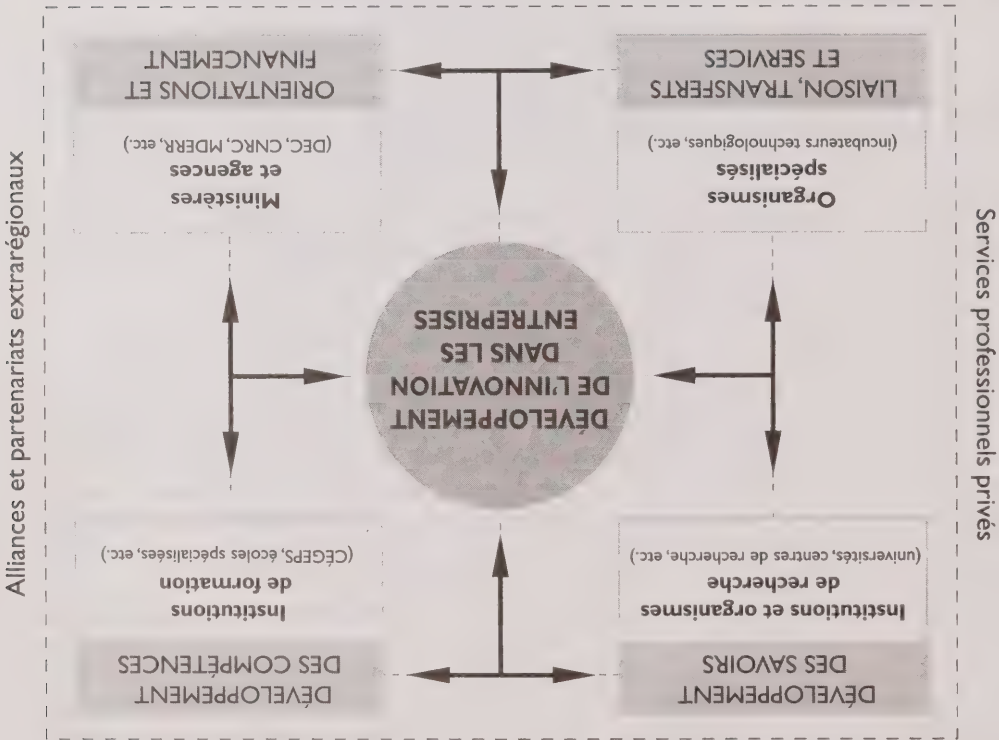 DÉVELOPPEMENT
DES SAVOIRS
Institutions et organismes
de recherche
(universités, centres de recherche, etc.)
DÉVELOPPEMENT
DES COMPÉTENCES
Institutions
de formation
(CÉGEPS, écoles spécialisées, etc.)
Services professionnels privés
DÉVELOPPEMENT
DE L'INNOVATION
DANS LES
ENTREPRISES
Alliances et partenariats extrarégionaux
Organismes
spécialisés
(incubateurs technologiques, etc.)
LIAISON, TRANSFERTS
ET SERVICES
Ministères
et agences
(DEC, CNRC, MDERR, etc.)
ORIENTATIONS ET
FINANCEMENT